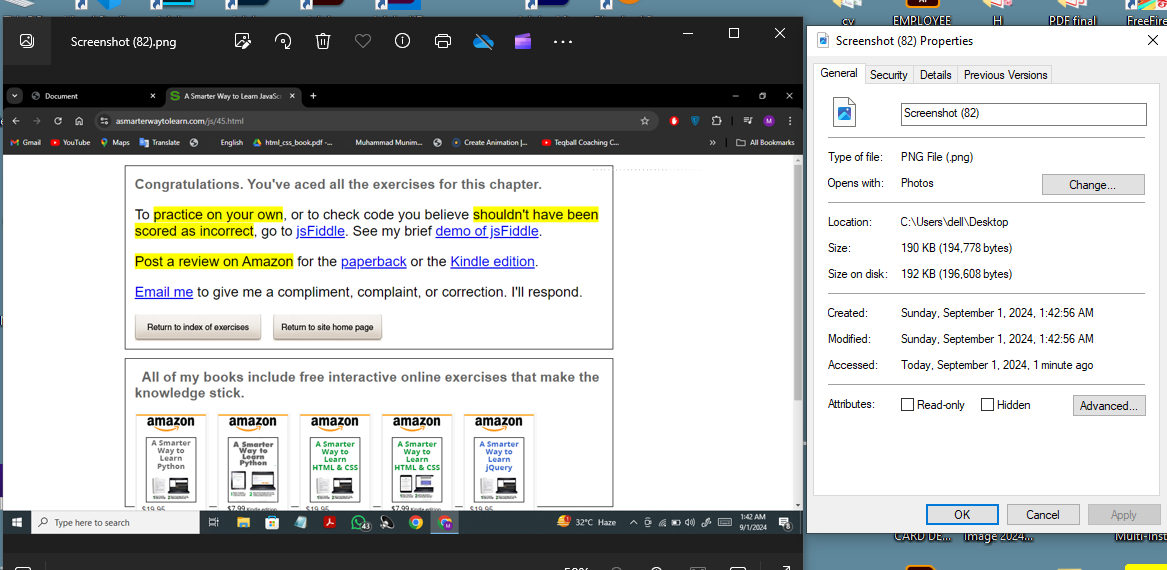 cv
EMPLOYEE
H
PDF final
FreeFire
Screenshot (82).png
Document
A Smarter Way to Learn JavaSc
asmarterwaytolearn.com/js/45.html
M
Gmail
YouTube
Maps
Translate
English
html_css_book.pdf -...
Muhammad Munim...
Create Animation |...
Teqball Coaching C...
All Bookmarks
Congratulations. You've aced all the exercises for this chapter.
To practice on your own, or to check code you believe shouldn't have been
scored as incorrect, go to jsFiddle. See my brief demo of jsFiddle.
Post a review on Amazon for the paperback or the Kindle edition.
Email me to give me a compliment, complaint, or correction. I'll respond.
Return to index of exercises
Return to site home page
All of my books include free interactive online exercises that make the
knowledge stick.
amazon
A Smarter
Way to
Learn
Python
$19.95
amazon
A Smarter
Way to
Learn
Python
$7.99 Kindle edition
amazon
A Smarter
Way to
Learn
HTML & CSS
$19.95
amazon
A Smarter
Way to
Learn
HTML & CSS
$7.99 Kindle edition
amazon
A Smarter
Way to
Learn
jQuery
$19.95
Type here to search
43
32°C Haze
1:42 AM
9/1/2024
8
Screenshot (82) Properties
General
Security
Details
Previous Versions
Screenshot (82)
Type of file: PNG File (.png)
Opens with: Photos
Change...
Location: C:\Users\dell\Desktop
Size: 190 KB (194,778 bytes)
Size on disk: 192 KB (196,608 bytes)
Created: Sunday, September 1, 2024, 1:42:56 AM
Modified: Sunday, September 1, 2024, 1:42:56 AM
Accessed: Today, September 1, 2024, 1 minute ago
Attributes: Read-only Hidden
Advanced...
OK
Cancel
Apply
CARD DE...
Image 2024...
Multi-Inst